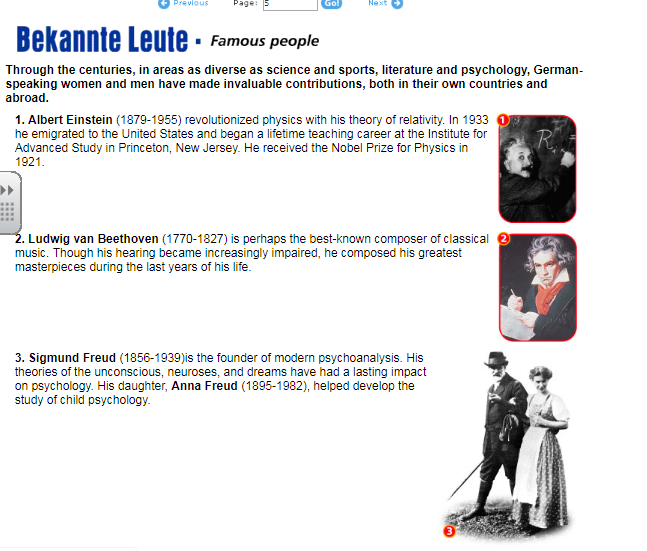 Previous Page: 5 Go! Next
Bekannte Leute · Famous people
Through the centuries, in areas as diverse as science and sports, literature and psychology, German-
speaking women and men have made invaluable contributions, both in their own countries and
abroad.
1. Albert Einstein (1879-1955) revolutionized physics with his theory of relativity. In 1933
he emigrated to the United States and began a lifetime teaching career at the Institute for
Advanced Study in Princeton, New Jersey. He received the Nobel Prize for Physics in
1921.
1
R
2. Ludwig van Beethoven (1770-1827) is perhaps the best-known composer of classical
music. Though his hearing became increasingly impaired, he composed his greatest
masterpieces during the last years of his life.
2
3. Sigmund Freud (1856-1939)is the founder of modern psychoanalysis. His
theories of the unconscious, neuroses, and dreams have had a lasting impact
on psychology. His daughter, Anna Freud (1895-1982), helped develop the
study of child psychology.
3